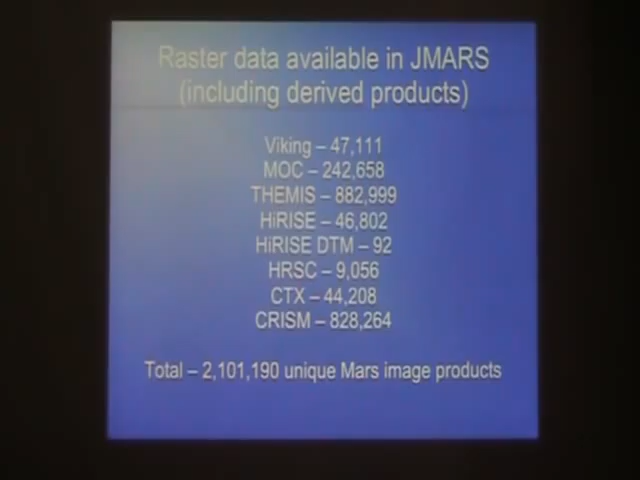 Raster data available in JMARS
(including derived products)
Viking – 47,111
MOC – 242,658
THEMIS – 882,999
HiRISE – 46,802
HiRISE DTM – 92
HRSC – 9,056
CTX – 44,208
CRISM – 828,264
Total – 2,101,190 unique Mars image products